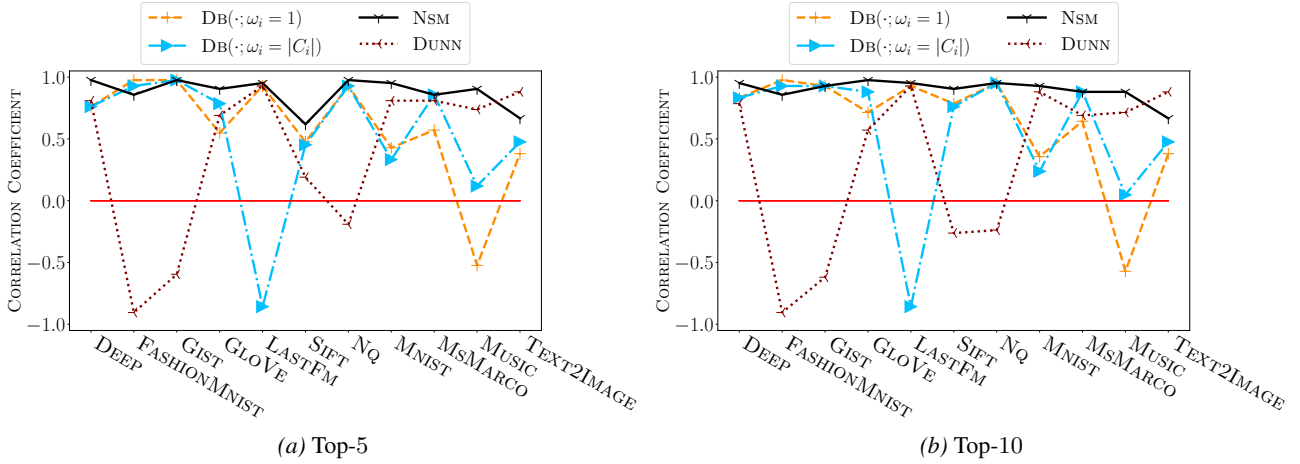 DB(·; ωᵢ = 1)
DB(·; ωᵢ = |Cᵢ|)
NSM
DUNN
CORRELATION COEFFICIENT
1.0
0.5
0.0
−0.5
−1.0
DEEP
FASHIONMNIST
GIST
GLOVE
LASTFM
SIFT
NQ
MNIST
MSMARCO
MUSIC
TEXT2IMAGE
(a) Top-5
DB(·; ωᵢ = 1)
DB(·; ωᵢ = |Cᵢ|)
NSM
DUNN
CORRELATION COEFFICIENT
1.0
0.5
0.0
−0.5
−1.0
DEEP
FASHIONMNIST
GIST
GLOVE
LASTFM
SIFT
NQ
MNIST
MSMARCO
MUSIC
TEXT2IMAGE
(b) Top-10